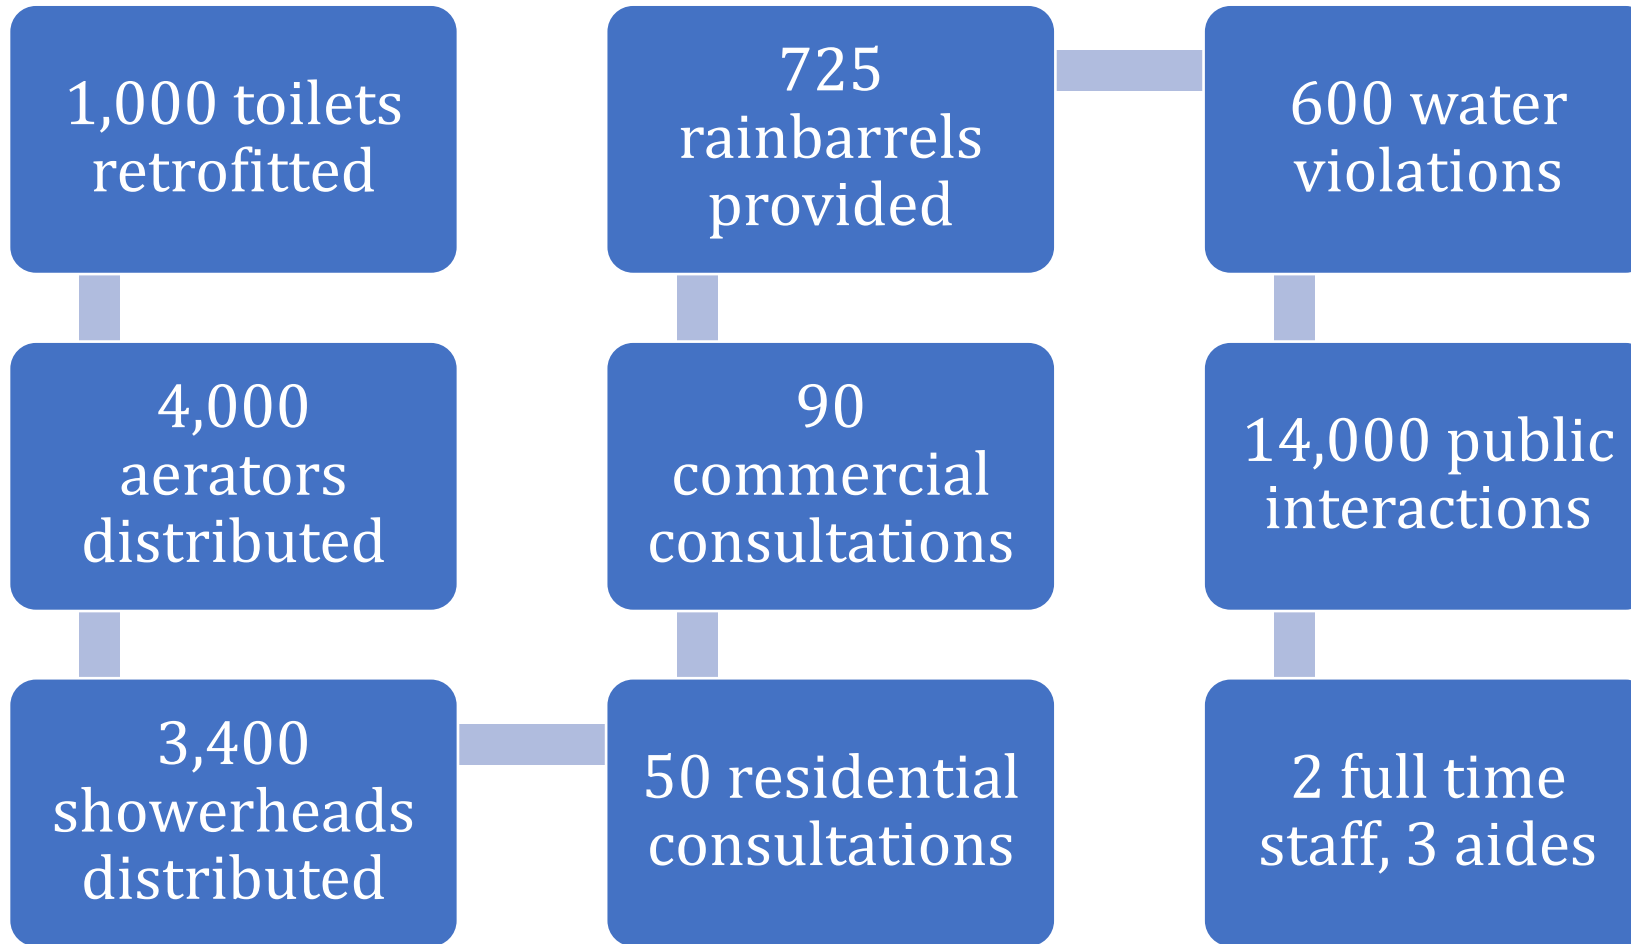 1,000 toilets
retrofitted
4,000
aerators
distributed
3,400
showerheads
distributed
50 residential
consultations
90
commercial
consultations
725
rainbarrels
provided
600 water
violations
14,000 public
interactions
2 full time
staff, 3 aides